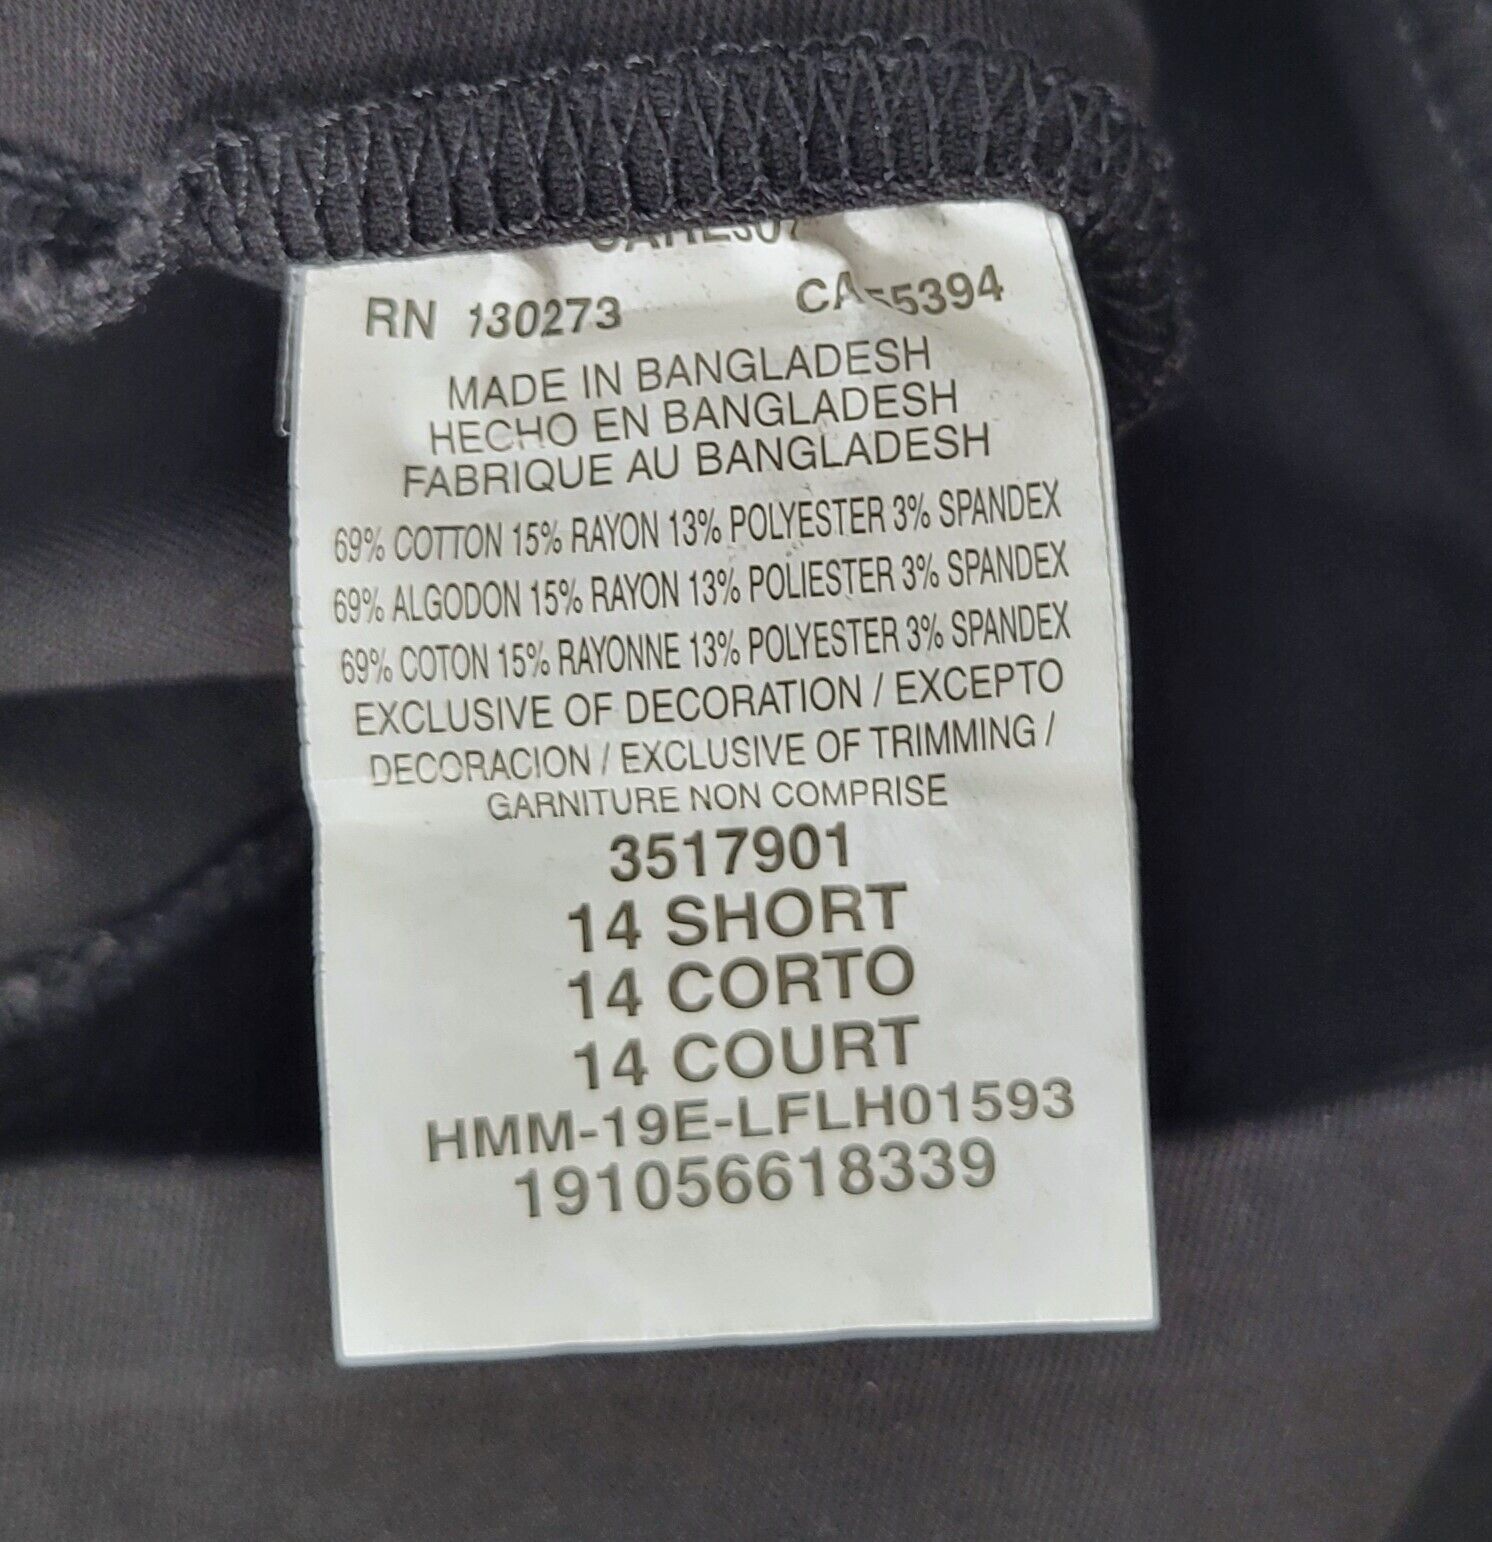 RN 130273
MADE IN BANGLADESH
HECHO EN BANGLADESH
FABRIQUE AU BANGLADESH
69% COTTON 15% RAYON 13% POLYESTER 3% SPANDEX
69% ALGODON 15% RAYON 13% POLIESTER 3% SPANDEX
69% COTON 15% RAYONNE 13% POLYESTER 3% SPANDEX
EXCLUSIVE OF DECORATION / EXCEPTO
DECORACION / EXCLUSIVE OF TRIMMING /
GARNITURE NON COMPRISE
3517901
14 SHORT
14 CORTO
14 COURT
HMM-19E-LFLH01593
191056618339